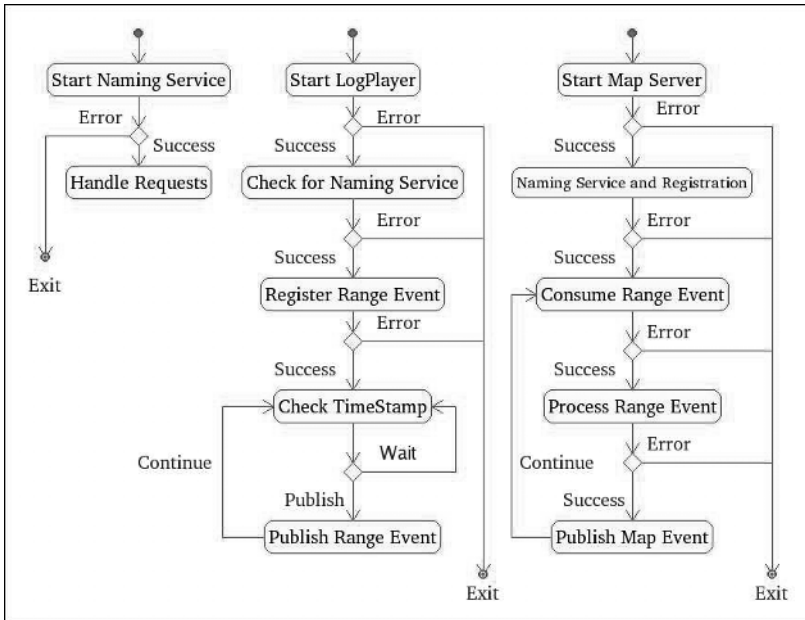 Start Naming Service
Error
Success
Handle Requests
Exit
Start LogPlayer
Error
Success
Check for Naming Service
Error
Success
Register Range Event
Error
Success
Check TimeStamp
Wait
Continue
Publish
Publish Range Event
Exit
Start Map Server
Error
Success
Naming Service and Registration
Error
Success
Consume Range Event
Error
Success
Process Range Event
Error
Continue
Success
Publish Map Event
Exit